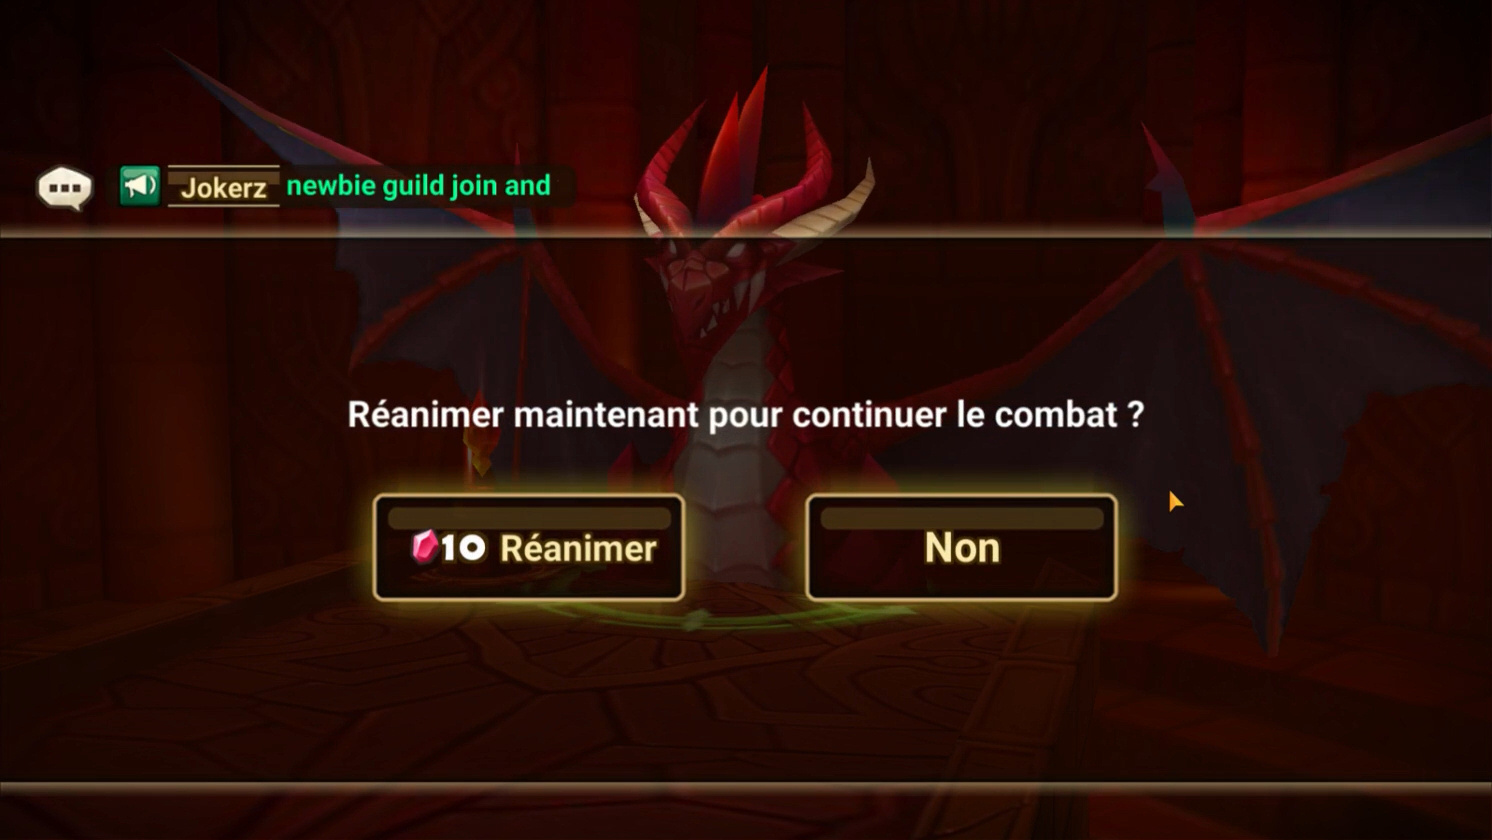 Jokerz newbie guild join and
Réanimer maintenant pour continuer le combat ?
10 Réanimer
Non